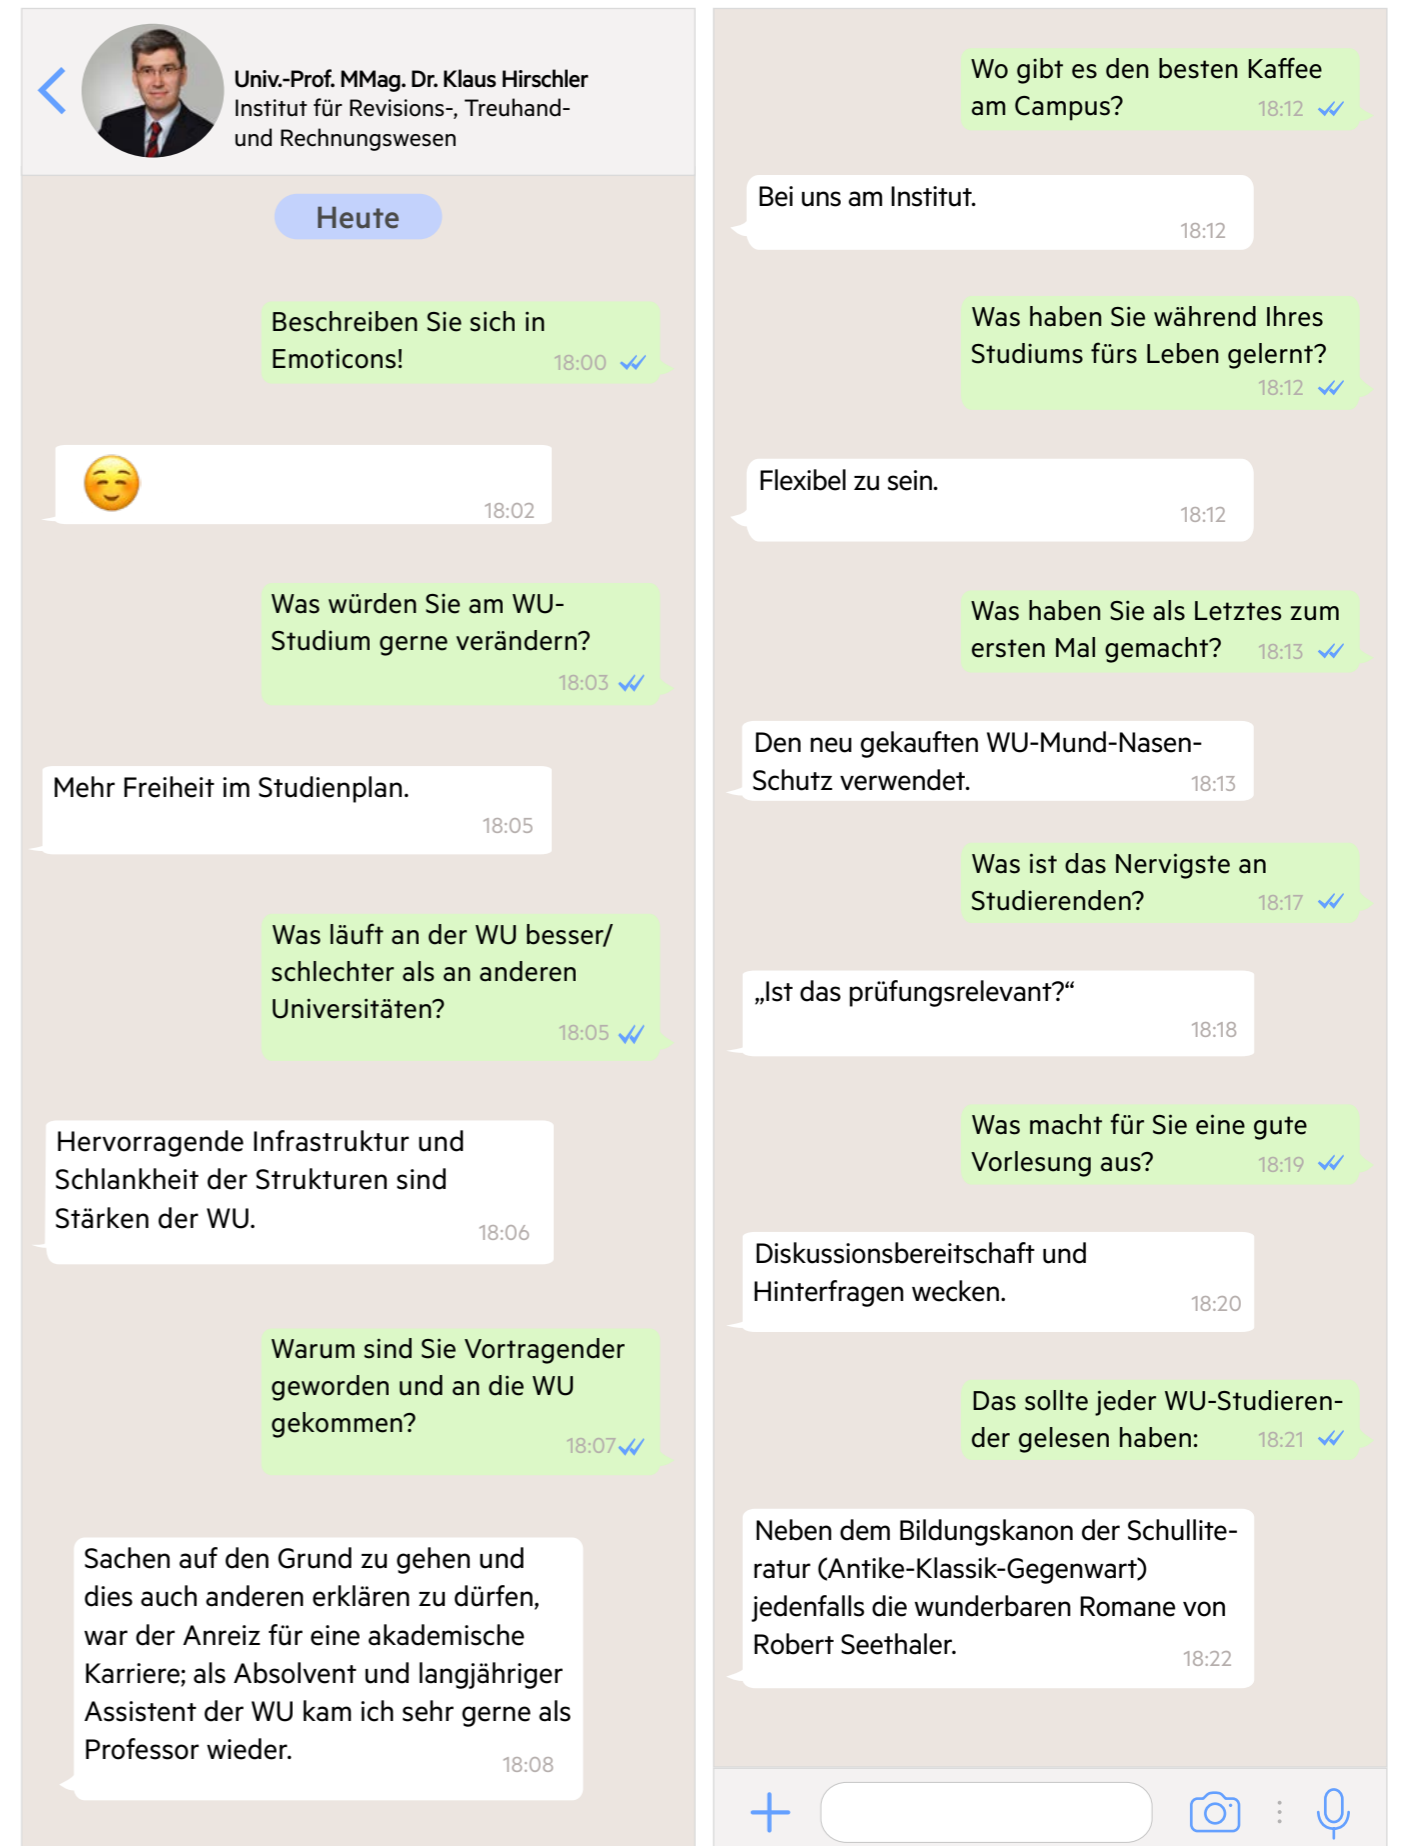 Univ.-Prof. MMag. Dr. Klaus Hirschler
Institut für Revisions-, Treuhand-
und Rechnungswesen
Heute
Beschreiben Sie sich in
Emoticons!
18:00
18:02
Was würden Sie am WU-
Studium gerne verändern?
18:03
Mehr Freiheit im Studienplan.
18:05
Was läuft an der WU besser/
schlechter als an anderen
Universitäten?
18:05
Hervorragende Infrastruktur und
Schlankheit der Strukturen sind
Stärken der WU.
18:06
Warum sind Sie Vortragender
geworden und an die WU
gekommen?
18:07
Sachen auf den Grund zu gehen und
dies auch anderen erklären zu dürfen,
war der Anreiz für eine akademische
Karriere; als Absolvent und langjähriger
Assistent der WU kam ich sehr gerne als
Professor wieder.
18:08
Wo gibt es den besten Kaffee
am Campus?
18:12
Bei uns am Institut.
18:12
Was haben Sie während Ihres
Studiums fürs Leben gelernt?
18:12
Flexibel zu sein.
18:12
Was haben Sie als Letztes zum
ersten Mal gemacht?
18:13
Den neu gekauften WU-Mund-Nasen-
Schutz verwendet.
18:13
Was ist das Nervigste an
Studierenden?
18:17
„Ist das prüfungsrelevant?“
18:18
Was macht für Sie eine gute
Vorlesung aus?
18:19
Diskussionsbereitschaft und
Hinterfragen wecken.
18:20
Das sollte jeder WU-Studieren-
der gelesen haben:
18:21
Neben dem Bildungskanon der Schullite-
ratur (Antike-Klassik-Gegenwart)
jedenfalls die wunderbaren Romane von
Robert Seethaler.
18:22